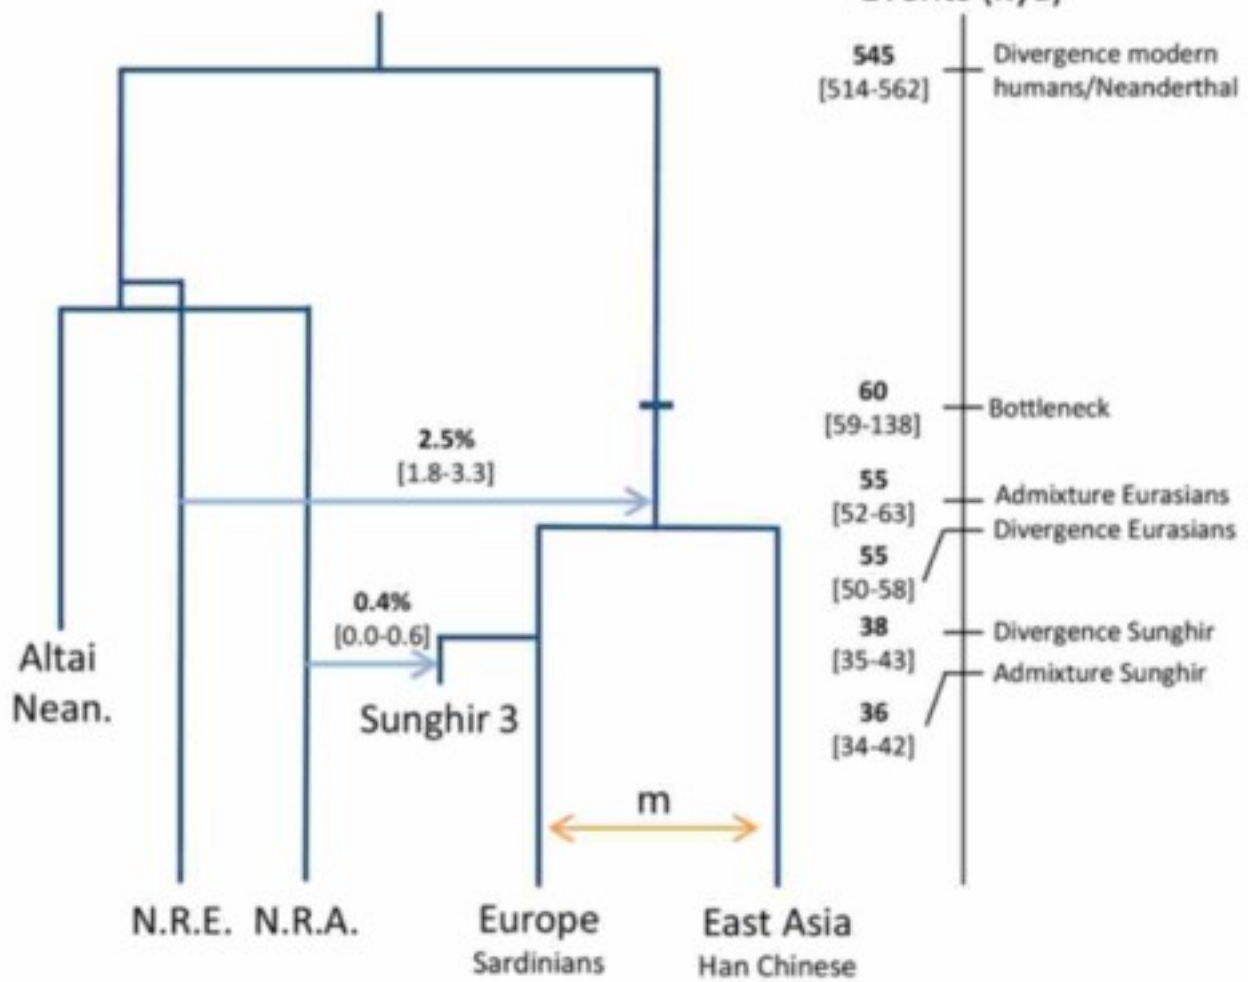 545
[514-562]
Divergence modern
humans/Neanderthal
60
[59-138]
Bottleneck
2.5%
[1.8-3.3]
55
[52-63]
Admixture Eurasians
Divergence Eurasians
55
[50-58]
0.4%
[0.0-0.6]
38
[35-43]
Divergence Sunghir
Admixture Sunghir
36
[34-42]
Altai
Nean.
Sunghir 3
m
N.R.E.
N.R.A.
Europe
Sardinians
East Asia
Han Chinese